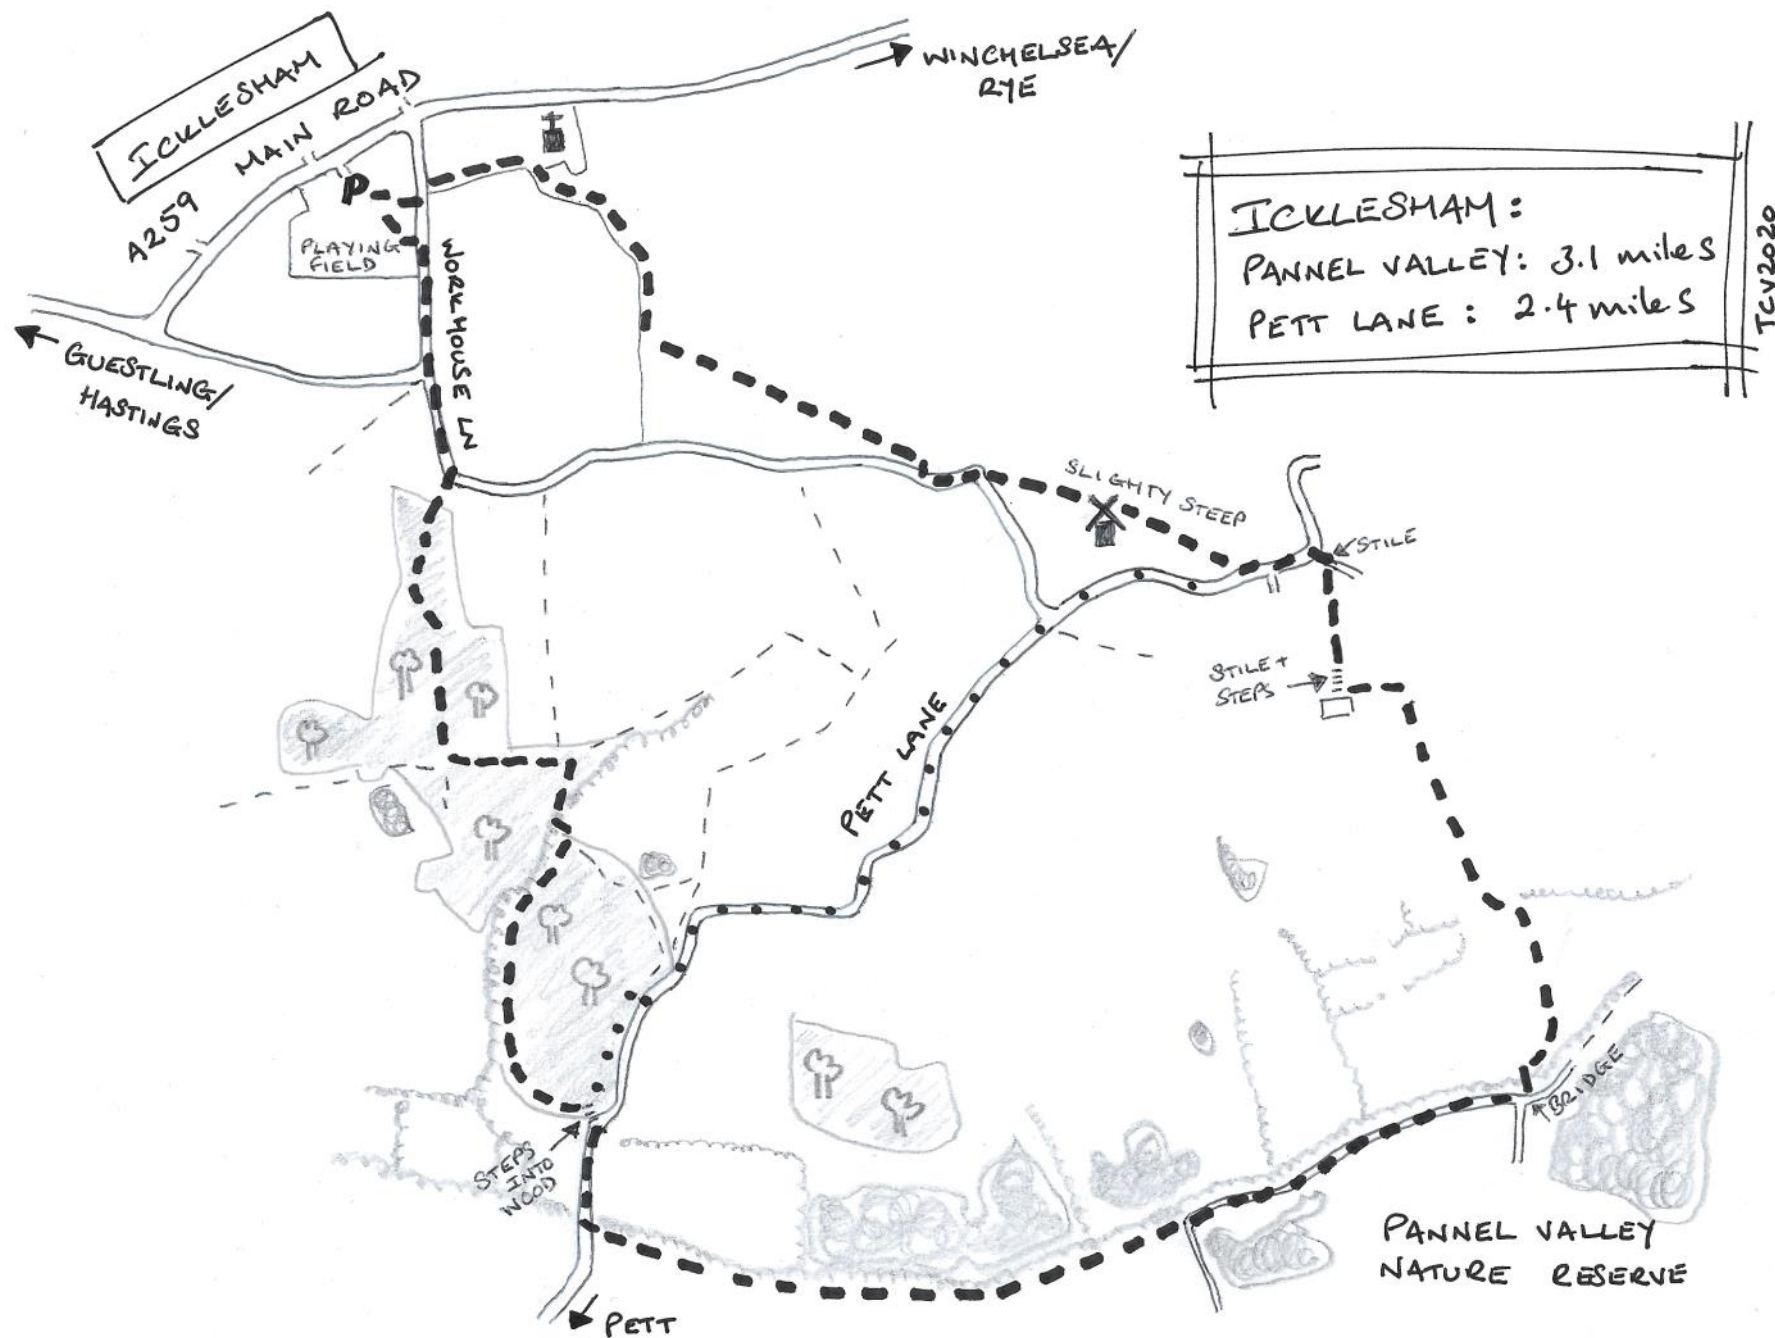 ICKLESHAM
A259 MAIN ROAD
WINCHELSEA/
RYE
P
PLAYING
FIELD
WORKHOUSE LN
GUESTLING/
HASTINGS
ICKLESHAM:
PANNEL VALLEY: 3.1 miles
PETT LANE: 2.4 miles
TCV2020
SLIGHTY STEEP
STILE
STILE +
STEPS
PETT LANE
BRIDGE
STEPS
INTO
WOOD
PANNEL VALLEY
NATURE RESERVE
PETT